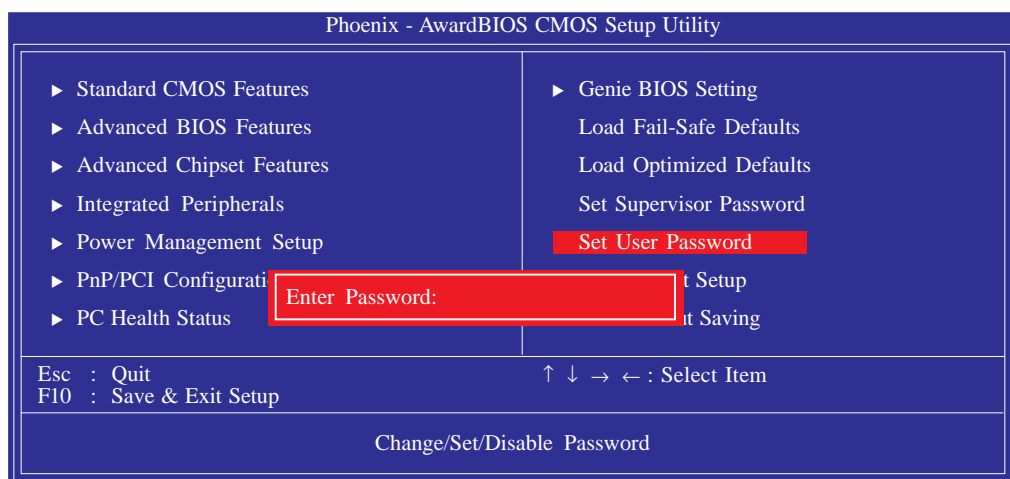 Phoenix - AwardBIOS CMOS Setup Utility
▶ Standard CMOS Features
▶ Advanced BIOS Features
▶ Advanced Chipset Features
▶ Integrated Peripherals
▶ Power Management Setup
▶ PnP/PCI Configurati
▶ PC Health Status
▶ Genie BIOS Setting
Load Fail-Safe Defaults
Load Optimized Defaults
Set Supervisor Password
Set User Password
t Setup
ut Saving
Enter Password:
Esc : Quit
F10 : Save & Exit Setup
↑ ↓ → ← : Select Item
Change/Set/Disable Password